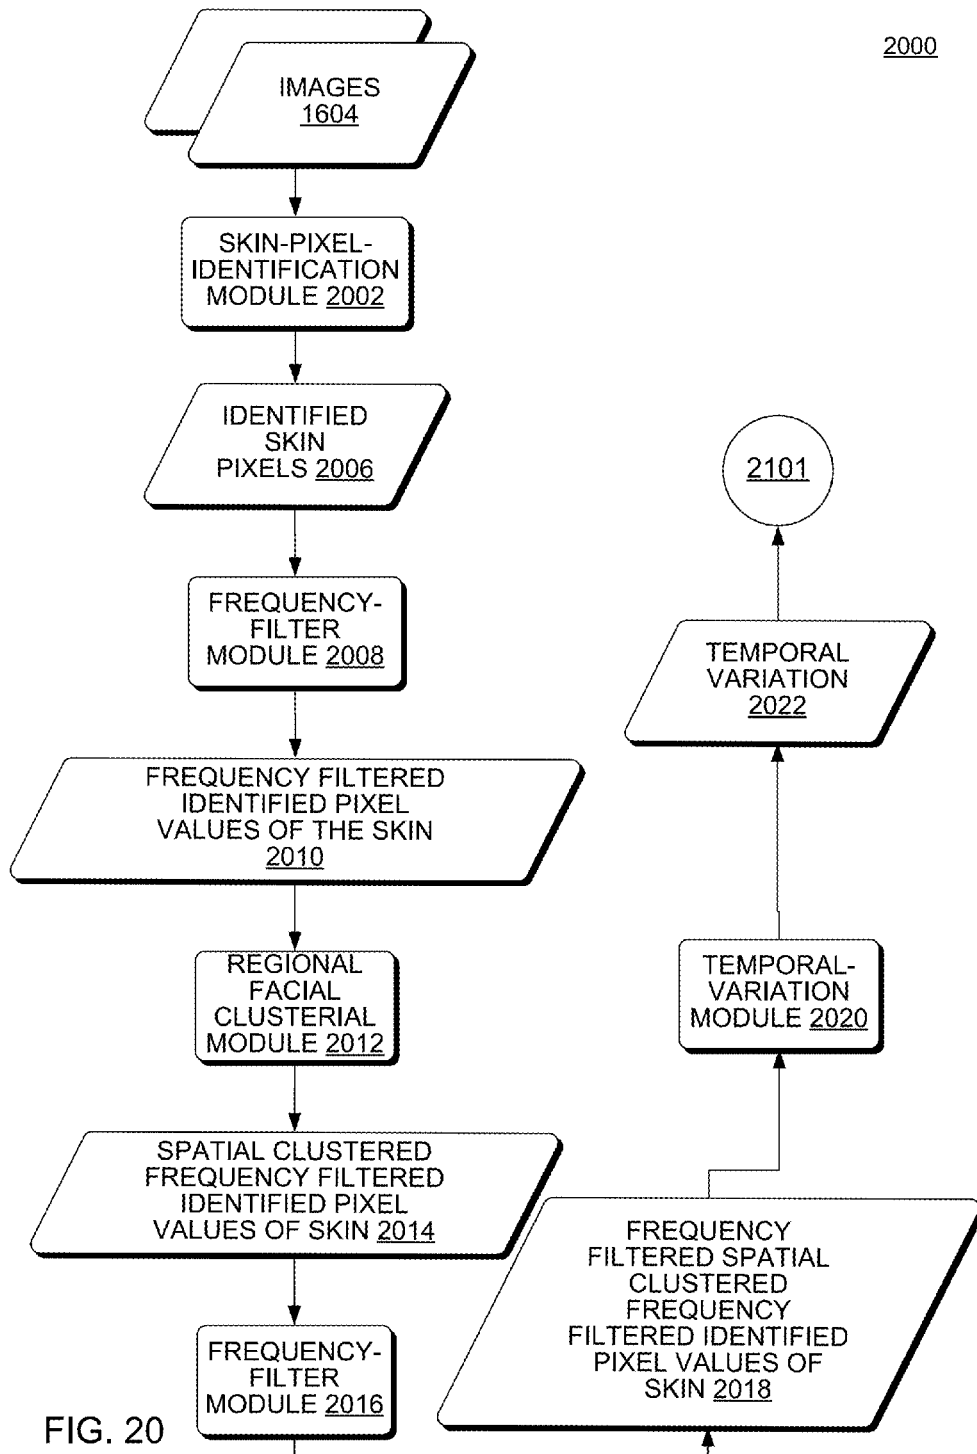 2000
IMAGES
1604
SKIN-PIXEL-
IDENTIFICATION
MODULE 2002
IDENTIFIED
SKIN
PIXELS 2006
FREQUENCY-
FILTER
MODULE 2008
FREQUENCY FILTERED
IDENTIFIED PIXEL
VALUES OF THE SKIN
2010
REGIONAL
FACIAL
CLUSTERIAL
MODULE 2012
SPATIAL CLUSTERED
FREQUENCY FILTERED
IDENTIFIED PIXEL
VALUES OF SKIN 2014
FREQUENCY-
FILTER
MODULE 2016
FREQUENCY
FILTERED SPATIAL
CLUSTERED
FREQUENCY
FILTERED IDENTIFIED
PIXEL VALUES OF
SKIN 2018
TEMPORAL-
VARIATION
MODULE 2020
TEMPORAL
VARIATION
2022
2101
FIG. 20